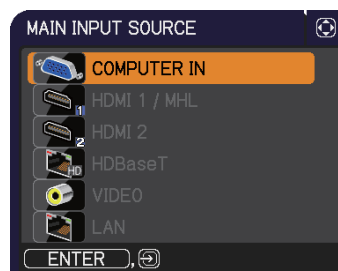 MAIN INPUT SOURCE
COMPUTER IN
1 HDMI 1 / MHL
2 HDMI 2
HD HDBaseT
VIDEO
LAN
ENTER ,